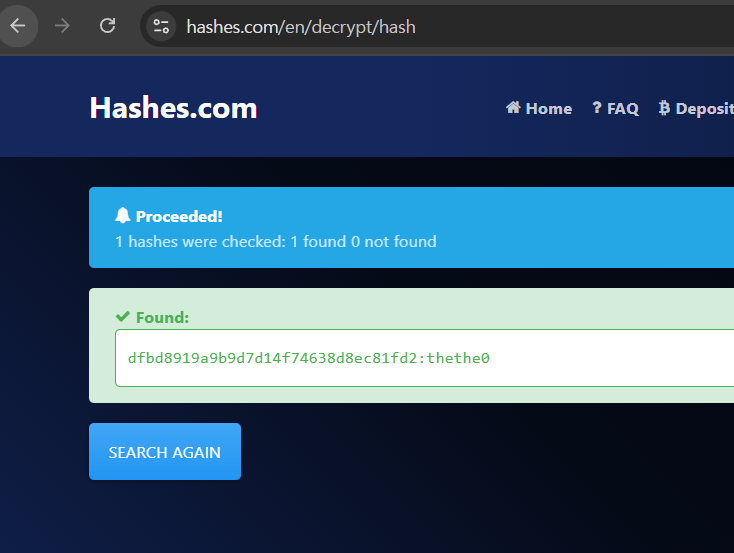 hashes.com/en/decrypt/hash
Hashes.com
Home ? FAQ Deposit
Proceeded!
1 hashes were checked: 1 found 0 not found
Found:
dfbd8919a9b9d7d14f74638d8ec81fd2:thethe0
SEARCH AGAIN